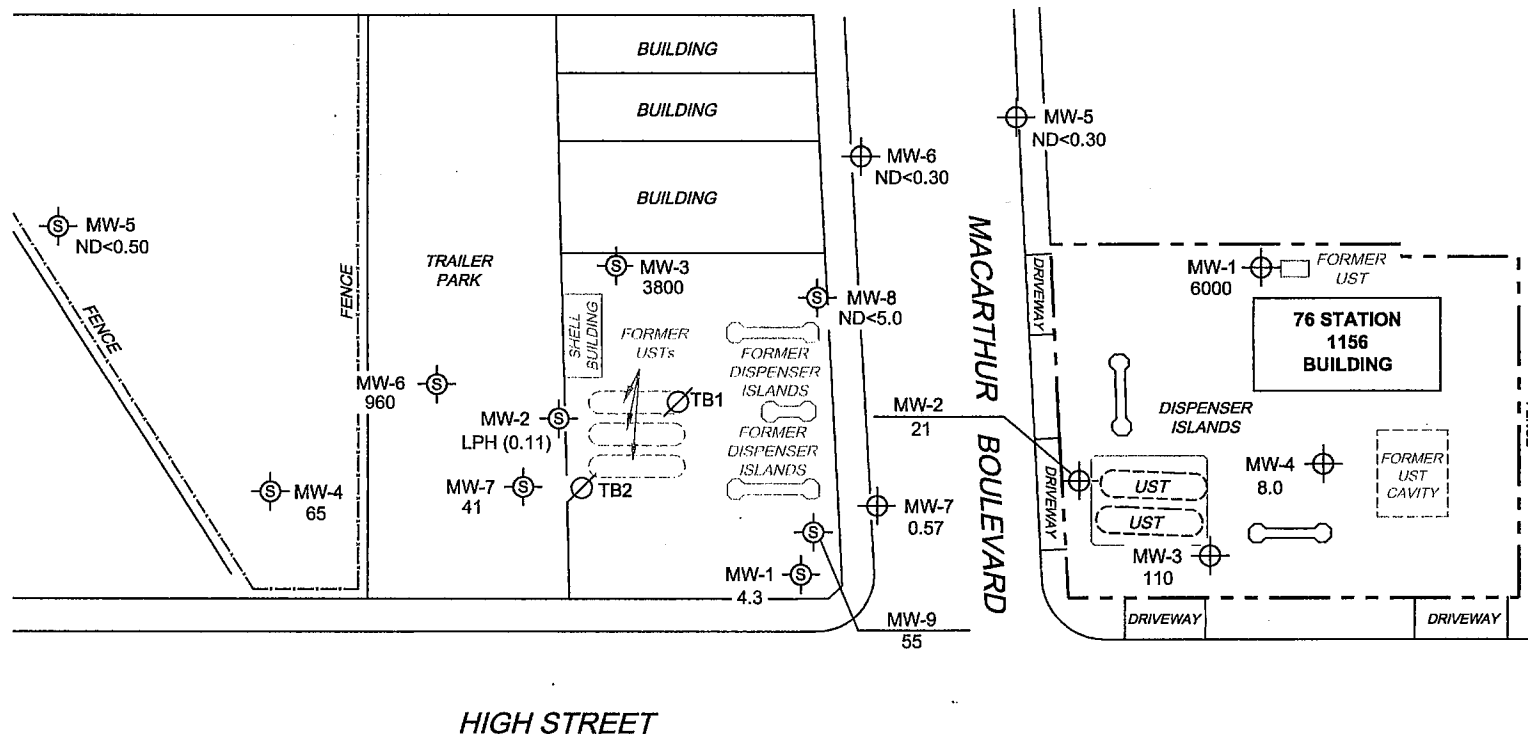 BUILDING
BUILDING
BUILDING
MW-5
ND<0.30
MW-6
ND<0.30
MW-5
ND<0.50
FENCE
FENCE
TRAILER
PARK
MW-3
3800
MW-8
ND<5.0
SHELL
BUILDING
FORMER
USTs
FORMER
DISPENSER
ISLANDS
FORMER
DISPENSER
ISLANDS
TB1
TB2
MW-6
960
MW-2
LPH (0.11)
MW-7
41
MW-4
65
MW-1
4.3
MW-9
55
MW-7
0.57
MW-2
21
MACARTHUR BOULEVARD
DRIVEWAY
DRIVEWAY
MW-1
6000
FORMER
UST
76 STATION
1156
BUILDING
DISPENSER
ISLANDS
UST
UST
MW-4
8.0
FORMER
UST
CAVITY
MW-3
110
DRIVEWAY
DRIVEWAY
HIGH STREET